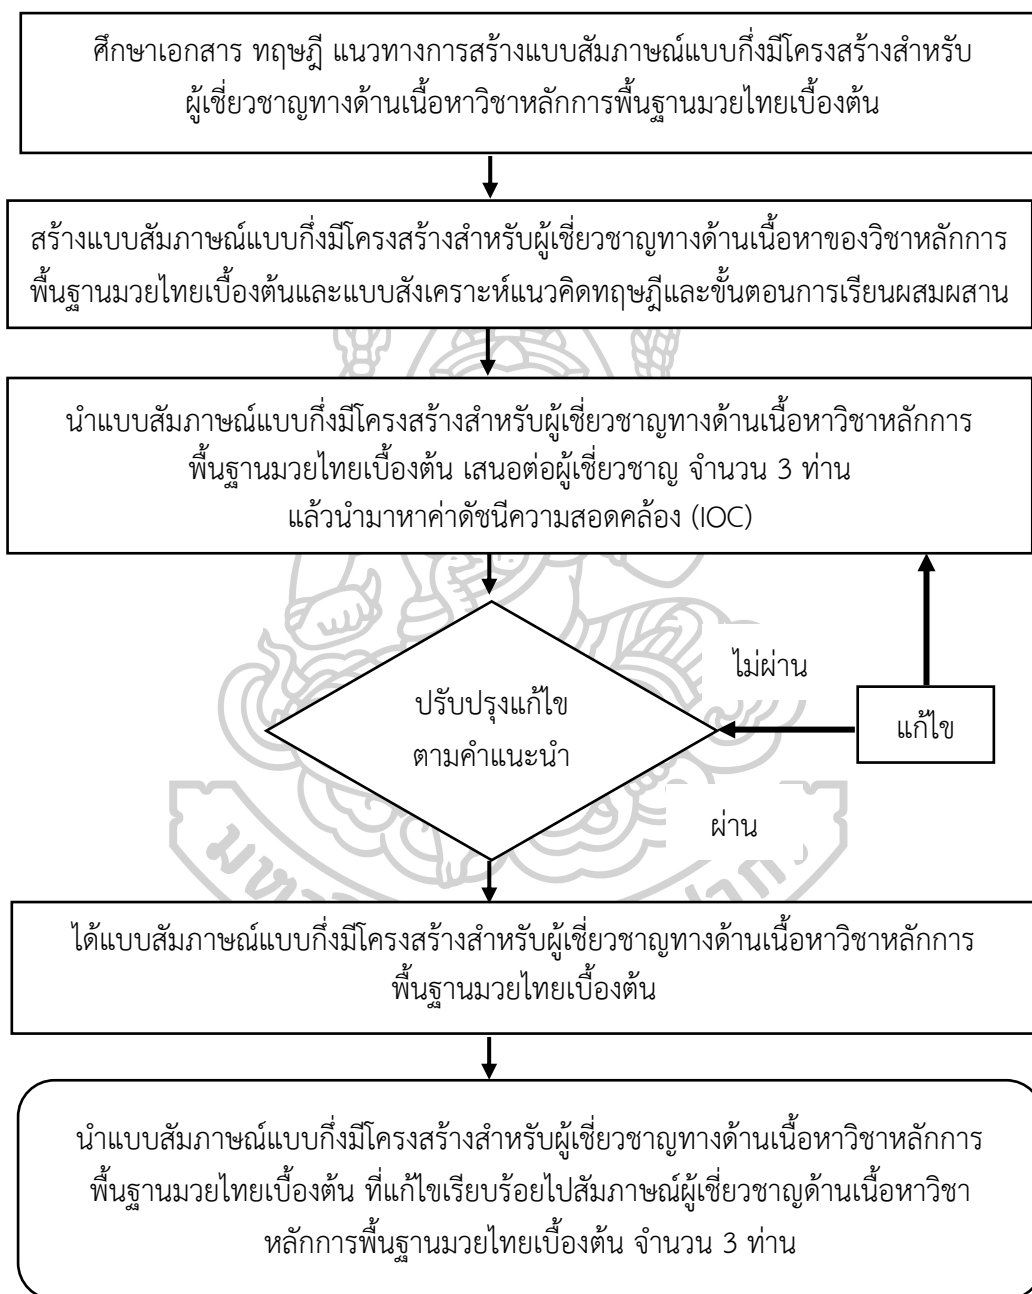 ศึกษาเอกสาร ทฤษฎี แนวทางการสร้างแบบสัมภาษณ์แบบกึ่งมีโครงสร้างสำหรับ
ผู้เชี่ยวชาญทางด้านเนื้อหาวิชาหลักการพื้นฐานมวยไทยเบื้องต้น
สร้างแบบสัมภาษณ์แบบกึ่งมีโครงสร้างสำหรับผู้เชี่ยวชาญทางด้านเนื้อหาของวิชาหลักการ
พื้นฐานมวยไทยเบื้องต้นและแบบสังเคราะห์แนวคิดทฤษฎีและขั้นตอนการเรียนผสมผสาน
นำแบบสัมภาษณ์แบบกึ่งมีโครงสร้างสำหรับผู้เชี่ยวชาญทางด้านเนื้อหาวิชาหลักการ
พื้นฐานมวยไทยเบื้องต้น เสนอต่อผู้เชี่ยวชาญ จำนวน 3 ท่าน
แล้วนำมาหาค่าดัชนีความสอดคล้อง (IOC)
ไม่ผ่าน
ปรับปรุงแก้ไข
ตามคำแนะนำ
แก้ไข
ผ่าน
ได้แบบสัมภาษณ์แบบกึ่งมีโครงสร้างสำหรับผู้เชี่ยวชาญทางด้านเนื้อหาวิชาหลักการ
พื้นฐานมวยไทยเบื้องต้น
นำแบบสัมภาษณ์แบบกึ่งมีโครงสร้างสำหรับผู้เชี่ยวชาญทางด้านเนื้อหาวิชาหลักการ
พื้นฐานมวยไทยเบื้องต้น ที่แก้ไขเรียบร้อยไปสัมภาษณ์ผู้เชี่ยวชาญด้านเนื้อหาวิชา
หลักการพื้นฐานมวยไทยเบื้องต้น จำนวน 3 ท่าน